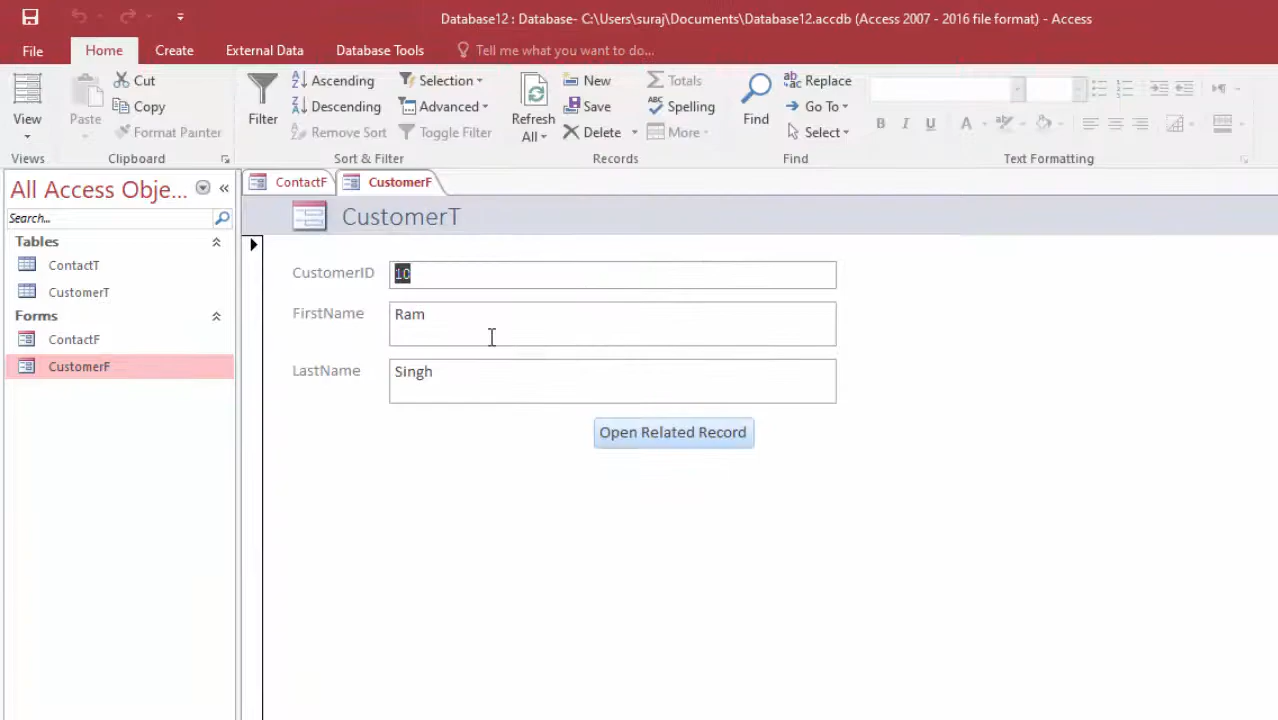 Database12 : Database- C:\Users\suraj\Documents\Database12.accdb (Access 2007 - 2016 file format) - Access
File Home Create External Data Database Tools Tell me what you want to do...
View
Views
Paste
Cut
Copy
Format Painter
Clipboard
Filter
Ascending
Descending
Remove Sort
Selection
Advanced
Toggle Filter
Sort & Filter
Refresh
All
New
Save
Delete
Totals
Spelling
More
Records
Find
Replace
Go To
Select
Find
B I U A
Text Formatting
All Access Obje...
Search...
Tables
ContactT
CustomerT
Forms
ContactF
CustomerF
ContactF CustomerF
CustomerT
CustomerID 10
FirstName Ram
LastName Singh
Open Related Record